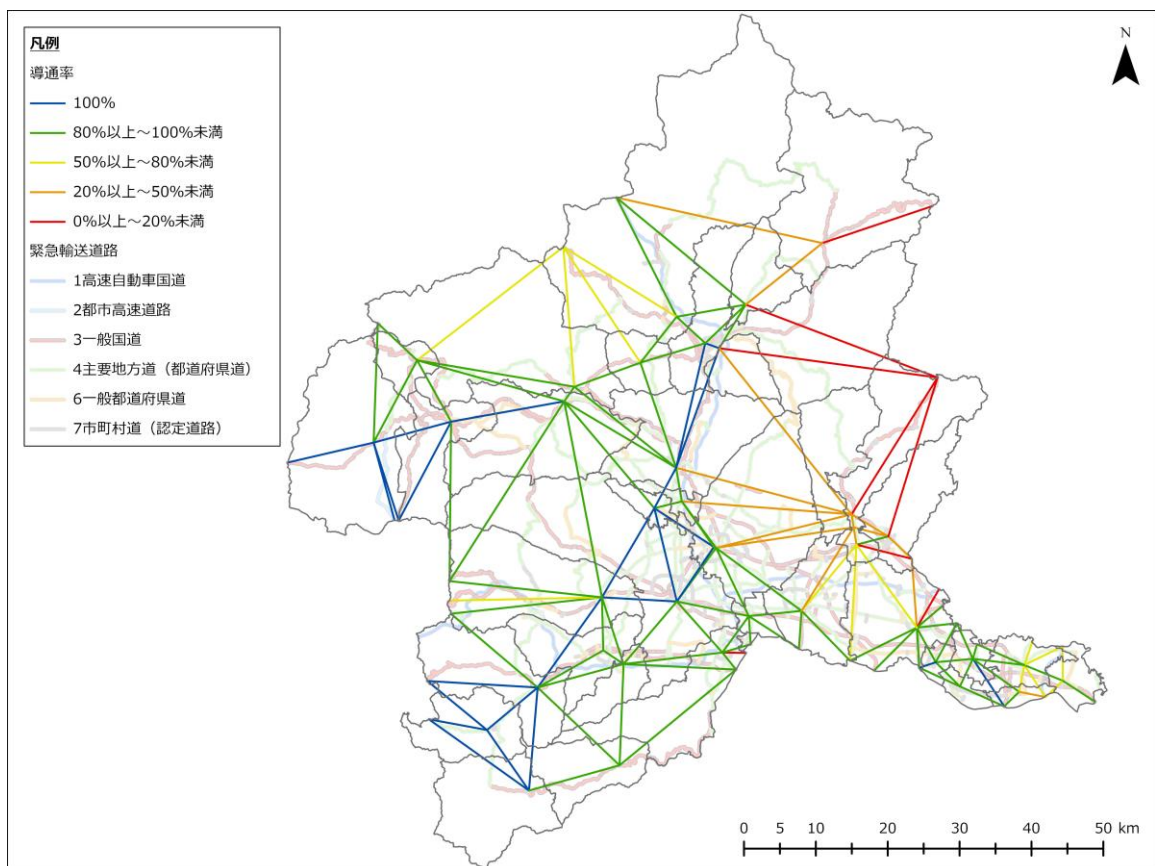 凡例
導通率
100%
80%以上～100%未満
50%以上～80%未満
20%以上～50%未満
0%以上～20%未満
緊急輸送道路
1高速自動車国道
2都市高速道路
3一般国道
4主要地方道（都道府県道）
6一般都道府県道
7市町村道（認定道路）
N
0 5 10 20 30 40 50 km